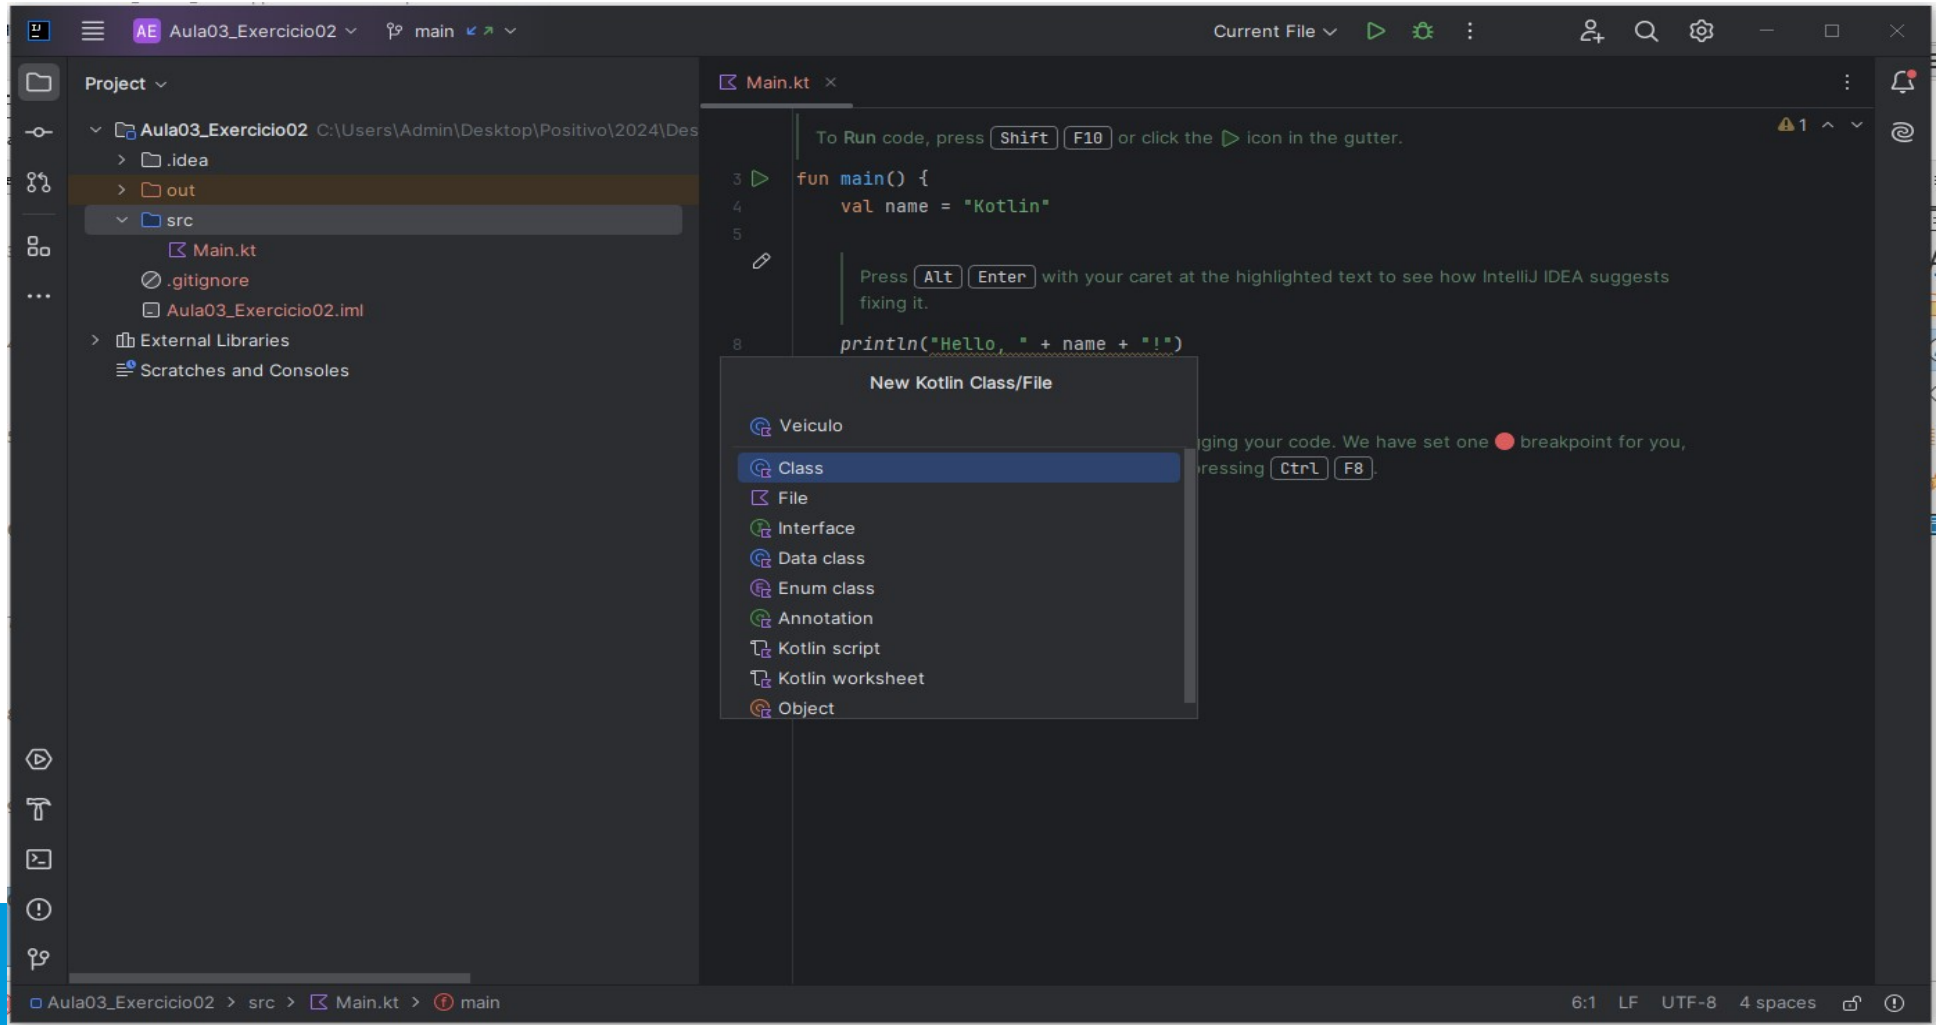 IJ
AE Aula03_Exercicio02 main
Current File
Project
Aula03_Exercicio02 C:\Users\Admin\Desktop\Positivo\2024\Des
.idea
out
src
Main.kt
.gitignore
Aula03_Exercicio02.iml
External Libraries
Scratches and Consoles
Main.kt
1
To Run code, press Shift F10 or click the icon in the gutter.
3 fun main() {
4 val name = "Kotlin"
5
Press Alt Enter with your caret at the highlighted text to see how IntelliJ IDEA suggests
fixing it.
8 println("Hello, " + name + "!")
ging your code. We have set one breakpoint for you,
ressing Ctrl F8.
New Kotlin Class/File
Veiculo
Class
File
Interface
Data class
Enum class
Annotation
Kotlin script
Kotlin worksheet
Object
Aula03_Exercicio02 > src > Main.kt > f main
6:1 LF UTF-8 4 spaces